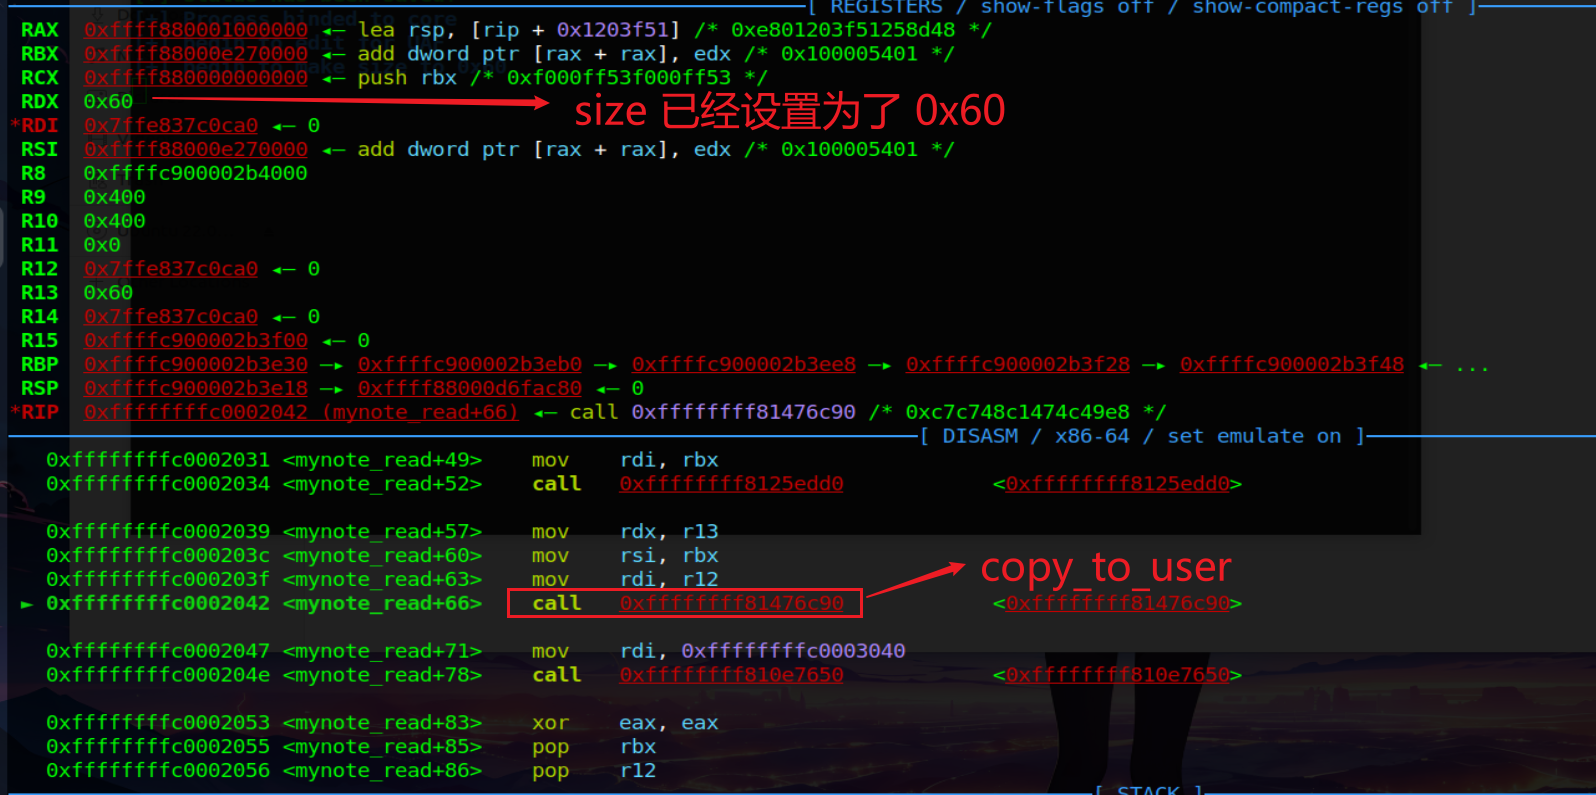 [ REGISTERS / show-flags off / show-compact-regs off ]
RAX 0xffff880001000000 ◂— lea rsp, [rip + 0x1203f51] /* 0xe801203f51258d48 */
RBX 0xffff88000e270000 ◂— add dword ptr [rax + rax], edx /* 0x100005401 */
RCX 0xffff880000000000 ◂— push rbx /* 0xf000ff53f000ff53 */
RDX 0x60
size 已经设置为了 0x60
*RDI 0x7ffe837c0ca0 ◂— 0
RSI 0xffff88000e270000 ◂— add dword ptr [rax + rax], edx /* 0x100005401 */
R8 0xffffc900002b4000
R9 0x400
R10 0x400
R11 0x0
R12 0x7ffe837c0ca0 ◂— 0
R13 0x60
R14 0x7ffe837c0ca0 ◂— 0
R15 0xffffc900002b3f00 ◂— 0
RBP 0xffffc900002b3e30 —▸ 0xffffc900002b3eb0 —▸ 0xffffc900002b3ee8 —▸ 0xffffc900002b3f28 —▸ 0xffffc900002b3f48 ◂— ...
RSP 0xffffc900002b3e18 —▸ 0xffff88000d6fac80 ◂— 0
*RIP 0xffffffffc0002042 (mynote_read+66) ◂— call 0xffffffff81476c90 /* 0xc7c748c1474c49e8 */
[ DISASM / x86-64 / set emulate on ]
0xffffffffc0002031 <mynote_read+49> mov rdi, rbx
0xffffffffc0002034 <mynote_read+52> call 0xffffffff8125edd0 <0xffffffff8125edd0>
0xffffffffc0002039 <mynote_read+57> mov rdx, r13
0xffffffffc000203c <mynote_read+60> mov rsi, rbx
0xffffffffc000203f <mynote_read+63> mov rdi, r12
copy_to_user
► 0xffffffffc0002042 <mynote_read+66> call 0xffffffff81476c90 <0xffffffff81476c90>
0xffffffffc0002047 <mynote_read+71> mov rdi, 0xffffffffc0003040
0xffffffffc000204e <mynote_read+78> call 0xffffffff810e7650 <0xffffffff810e7650>
0xffffffffc0002053 <mynote_read+83> xor eax, eax
0xffffffffc0002055 <mynote_read+85> pop rbx
0xffffffffc0002056 <mynote_read+86> pop r12
[ STACK ]